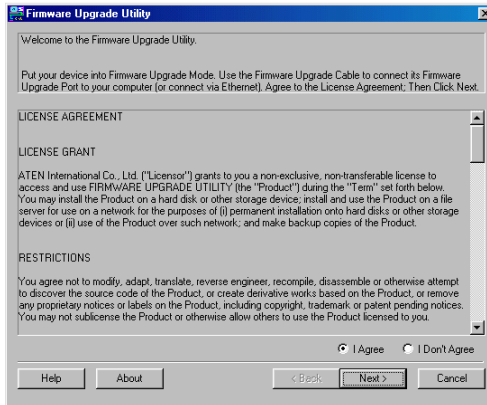 Firmware Upgrade Utility
Welcome to the Firmware Upgrade Utility.
Put your device into Firmware Upgrade Mode. Use the Firmware Upgrade Cable to connect its Firmware
Upgrade Port to your computer (or connect via Ethernet). Agree to the License Agreement; Then Click Next.
LICENSE AGREEMENT
LICENSE GRANT
ATEN International Co., Ltd. ("Licensor") grants to you a non-exclusive, non-transferable license to
access and use FIRMWARE UPGRADE UTILITY (the "Product") during the "Term" set forth below.
You may install the Product on a hard disk or other storage device; install and use the Product on a file
server for use on a network for the purposes of (i) permanent installation onto hard disks or other storage
devices or (ii) use of the Product over such network; and make backup copies of the Product.
RESTRICTIONS
You agree not to modify, adapt, translate, reverse engineer, recompile, disassemble or otherwise attempt
to discover the source code of the Product, or create derivative works based on the Product, or remove
any proprietary notices or labels on the Product, including copyright, trademark or patent pending notices.
You may not sublicense the Product or otherwise allow others to use the Product licensed to you.
I Agree I Don't Agree
Help About < Back Next > Cancel